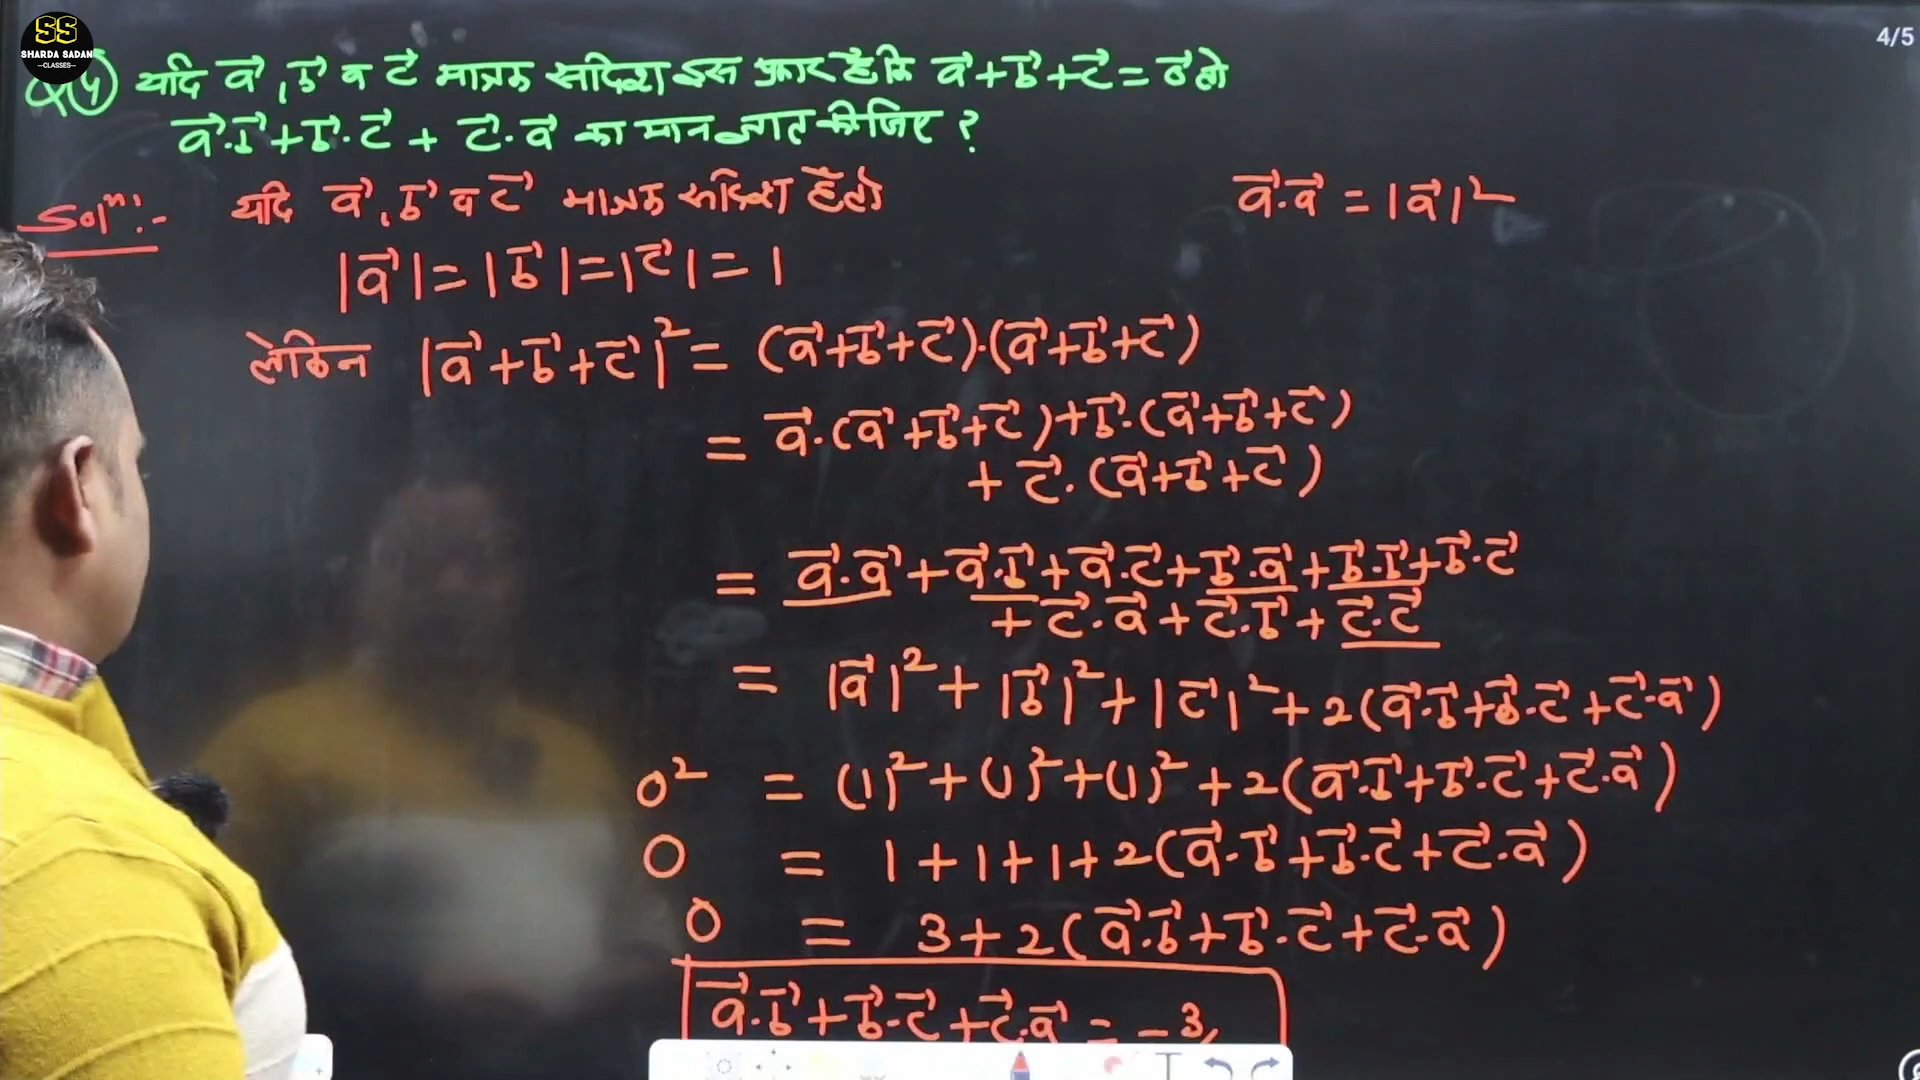 SS
SHARDA SADAN
—CLASSES—
4/5
Q(4) यदि a⃗, b⃗ व c⃗ मात्रक सदिश इस प्रकार है कि a⃗+b⃗+c⃗=0⃗ तो
a⃗.b⃗+b⃗.c⃗ + c⃗.a⃗ का मान ज्ञात कीजिए ?
Solⁿ:- यदि a⃗, b⃗ व c⃗ मात्रक सदिश हैं तो
a⃗.a⃗ = |a⃗|²
|a⃗|=|b⃗|=|c⃗|= 1
लेकिन |a⃗+b⃗+c⃗|² = (a⃗+b⃗+c⃗).(a⃗+b⃗+c⃗)
= a⃗.(a⃗+b⃗+c⃗)+b⃗.(a⃗+b⃗+c⃗)
+ c⃗.(a⃗+b⃗+c⃗)
= a⃗.a⃗+a⃗.b⃗+a⃗.c⃗+b⃗.a⃗+b⃗.b⃗+b⃗.c⃗
+ c⃗.a⃗+c⃗.b⃗+c⃗.c⃗
= |a⃗|²+|b⃗|²+|c⃗|²+2(a⃗.b⃗+b⃗.c⃗+c⃗.a⃗)
0² = (1)²+(1)²+(1)²+2(a⃗.b⃗+b⃗.c⃗+c⃗.a⃗)
0 = 1+1+1+2(a⃗.b⃗+b⃗.c⃗+c⃗.a⃗)
0 = 3+2(a⃗.b⃗+b⃗.c⃗+c⃗.a⃗)
a⃗.b⃗+b⃗.c⃗+c⃗.a⃗ = -3/